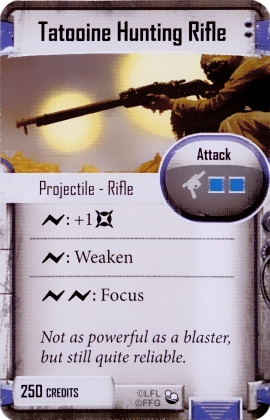 Tatooine Hunting Rifle
Attack
Projectile - Rifle
: +1
: Weaken
: Focus
Not as powerful as a blaster,
but still quite reliable.
250 CREDITS
©LFL
©FFG